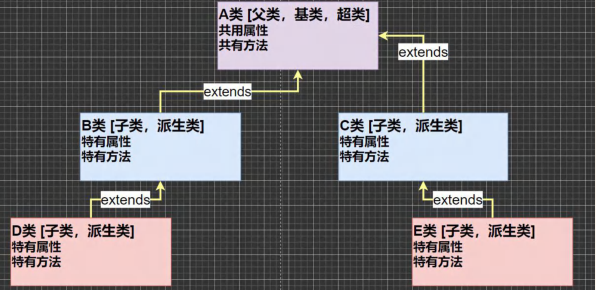 A类 [父类，基类，超类]
共用属性
共有方法
extends
extends
B类 [子类，派生类]
特有属性
特有方法
C类 [子类，派生类]
特有属性
特有方法
extends
extends
D类 [子类，派生类]
特有属性
特有方法
E类 [子类，派生类]
特有属性
特有方法